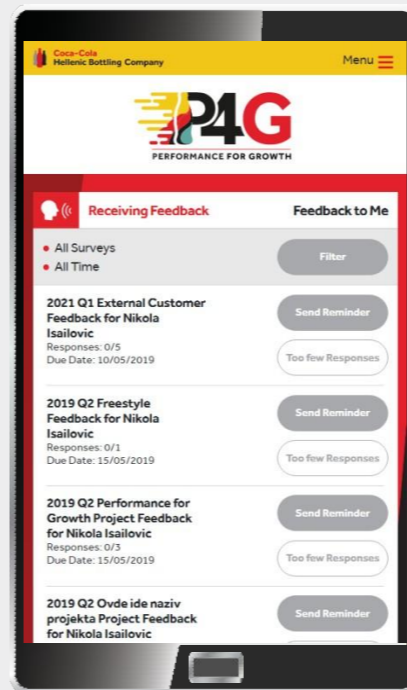 Coca-Cola
Hellenic Bottling Company
Menu
P4G
PERFORMANCE FOR GROWTH
Receiving Feedback
Feedback to Me
All Surveys
All Time
Filter
2021 Q1 External Customer
Feedback for Nikola
Isailovic
Responses: 0/5
Due Date: 10/05/2019
Send Reminder
Too few Responses
2019 Q2 Freestyle
Feedback for Nikola
Isailovic
Responses: 0/1
Due Date: 15/05/2019
Send Reminder
Too few Responses
2019 Q2 Performance for
Growth Project Feedback
for Nikola Isailovic
Responses: 0/3
Due Date: 15/05/2019
Send Reminder
Too few Responses
2019 Q2 Ovde ide naziv
projekta Project Feedback
for Nikola Isailovic
Send Reminder